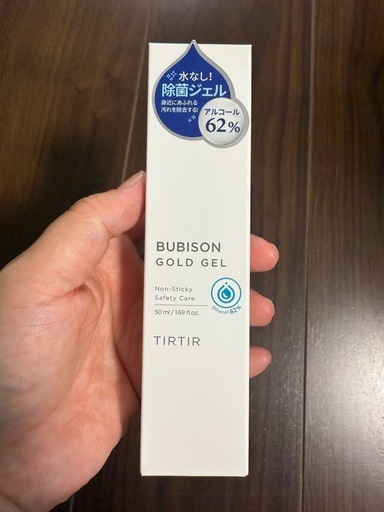 水なし!
除菌ジェル
身近にあふれる
汚れを除去する!
アルコール
62%
BUBISON
GOLD GEL
Non-Sticky
Safety Care
50 ml / 1.69 fl.oz.
Ethanol 62%
TIRTIR